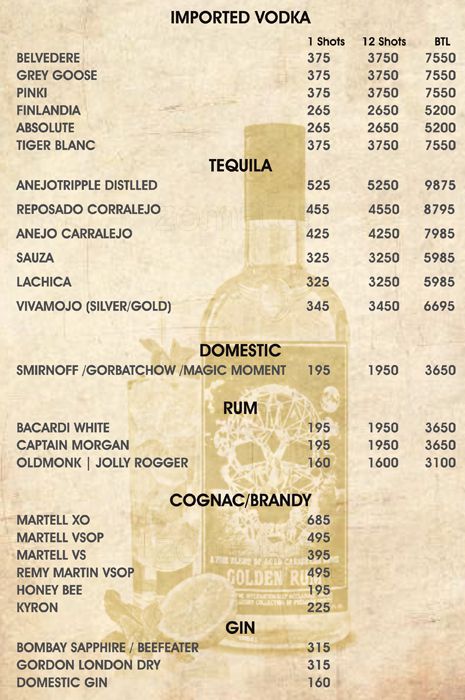 IMPORTED VODKA
1 Shots 12 Shots BTL
BELVEDERE 375 3750 7550
GREY GOOSE 375 3750 7550
PINKI 375 3750 7550
FINLANDIA 265 2650 5200
ABSOLUTE 265 2650 5200
TIGER BLANC 375 3750 7550
TEQUILA
ANEJOTRIPPLE DISTLLED 525 5250 9875
REPOSADO CORRALEJO 455 4550 8795
ANEJO CARRALEJO 425 4250 7985
SAUZA 325 3250 5985
LACHICA 325 3250 5985
VIVAMOJO (SILVER/GOLD) 345 3450 6695
DOMESTIC
SMIRNOFF /GORBATCHOW /MAGIC MOMENT 195 1950 3650
RUM
BACARDI WHITE 195 1950 3650
CAPTAIN MORGAN 195 1950 3650
OLDMONK | JOLLY ROGGER 160 1600 3100
COGNAC/BRANDY
MARTELL XO 685
MARTELL VSOP 495
MARTELL VS 395
REMY MARTIN VSOP 495
HONEY BEE 195
KYRON 225
GIN
BOMBAY SAPPHIRE / BEEFEATER 315
GORDON LONDON DRY 315
DOMESTIC GIN 160
GOLDEN RUM